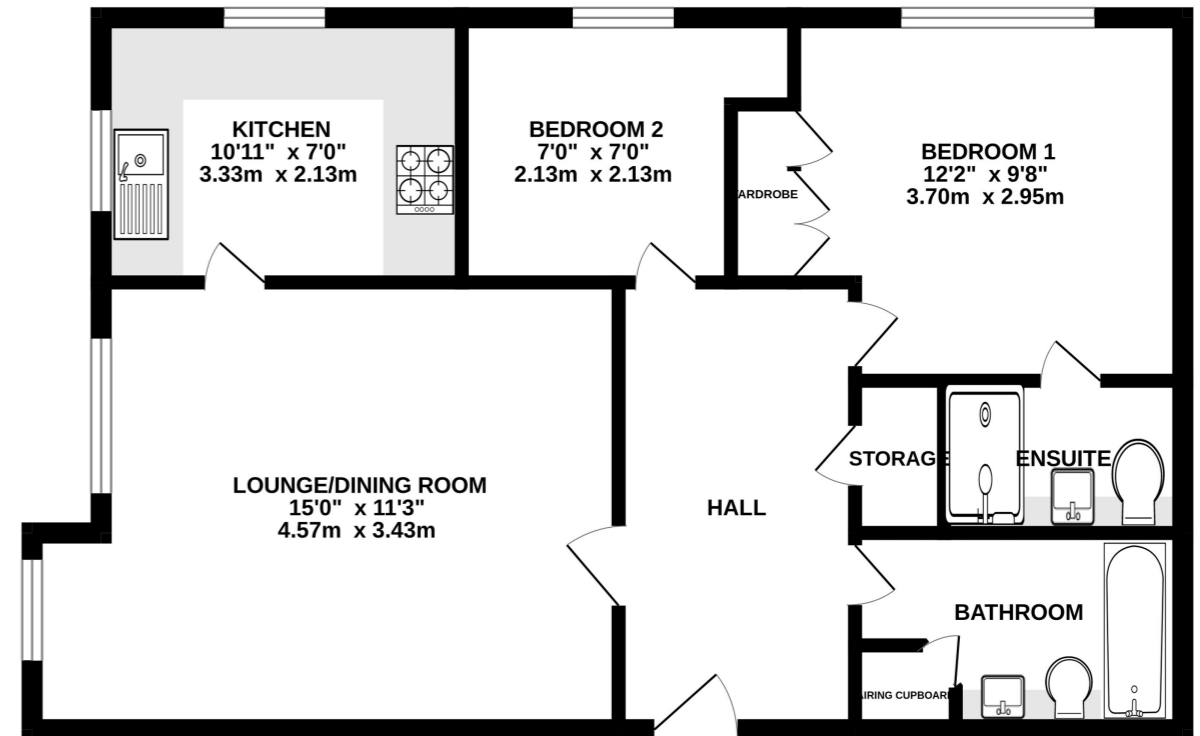 KITCHEN
10'11" x 7'0"
3.33m x 2.13m
BEDROOM 2
7'0" x 7'0"
2.13m x 2.13m
BEDROOM 1
12'2" x 9'8"
3.70m x 2.95m
ARDROBE
LOUNGE/DINING ROOM
15'0" x 11'3"
4.57m x 3.43m
HALL
STORAGE
ENSUITE
BATHROOM
AIRING CUPBOARD